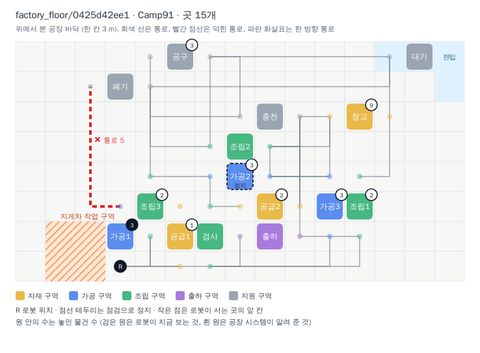 factory_floor/0425d42ee1 · Camp91 · 곳 15개
위에서 본 공장 바닥 (한 칸 3 m). 회색 선은 통로, 빨간 점선은 막힌 통로, 파란 화살표는 한 방향 통로
공구 3
대기
진입
폐기
충전
창고 9
✖ 통로 5
조립2
가공2 3
조립3 2
공급2 2
가공3 3
조립1 2
지게차 작업 구역
가공1 3
공급1 1
검사
출하
R
자재 구역 가공 구역 조립 구역 출하 구역 지원 구역
R 로봇 위치 · 점선 테두리는 점검으로 정지 · 작은 점은 로봇이 서는 곳의 앞 칸
원 안의 수는 놓인 물건 수 (검은 원은 로봇이 지금 보는 것, 흰 원은 공장 시스템이 알려 준 것)